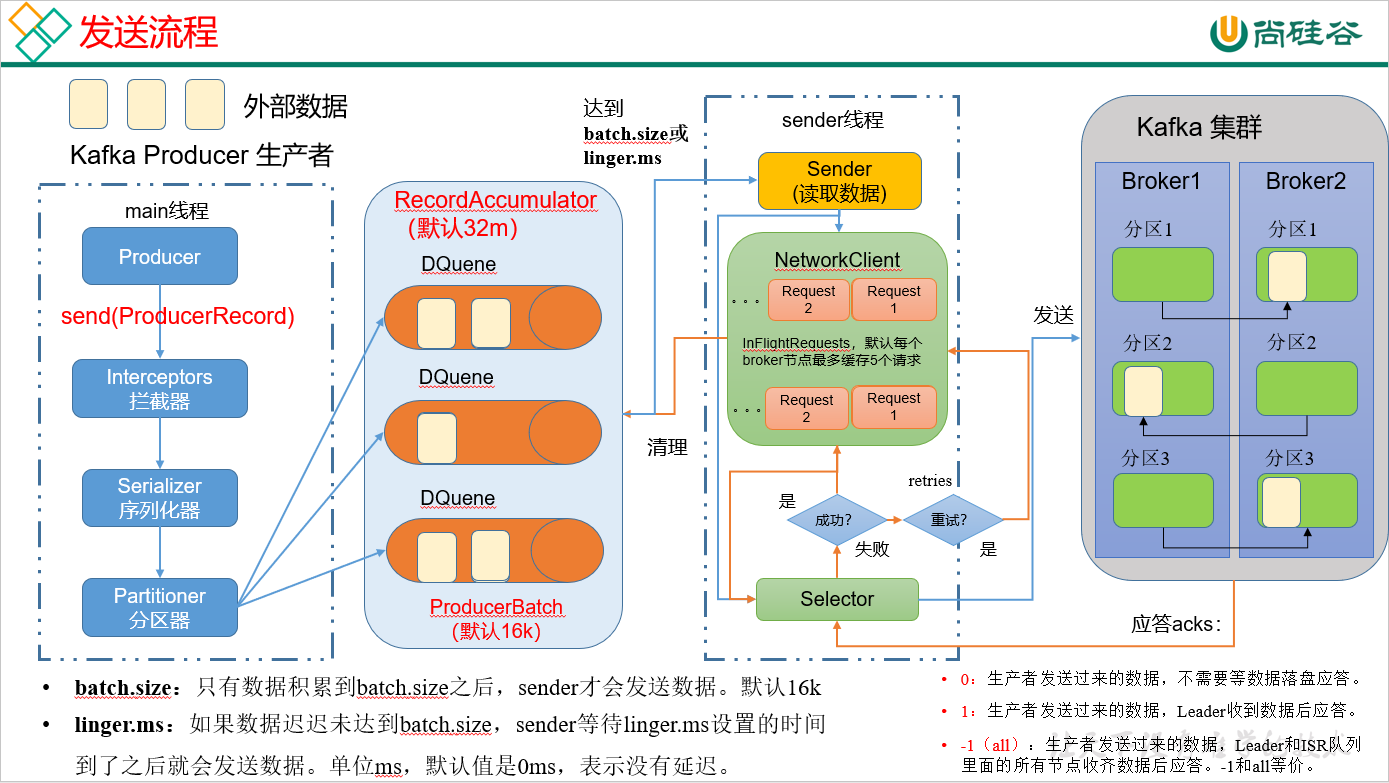 发送流程
尚硅谷
外部数据
Kafka Producer 生产者
main线程
Producer
send(ProducerRecord)
Interceptors
拦截器
Serializer
序列化器
Partitioner
分区器
RecordAccumulator
(默认32m)
DQuene
DQuene
DQuene
ProducerBatch
(默认16k)
达到
batch.size或
linger.ms
清理
sender线程
Sender
(读取数据)
NetworkClient
。。。
Request
2
Request
1
InFlightRequests，默认每个
broker节点最多缓存5个请求
。。。
Request
2
Request
1
是
成功?
失败
retries
重试?
是
Selector
发送
Kafka 集群
Broker1
分区1
分区2
分区3
Broker2
分区1
分区2
分区3
应答acks：
• batch.size：只有数据积累到batch.size之后，sender才会发送数据。默认16k
• linger.ms：如果数据迟迟未达到batch.size，sender等待linger.ms设置的时间
到了之后就会发送数据。单位ms，默认值是0ms，表示没有延迟。
• 0：生产者发送过来的数据，不需要等数据落盘应答。
• 1：生产者发送过来的数据，Leader收到数据后应答。
• -1（all）：生产者发送过来的数据，Leader和ISR队列
里面的所有节点收齐数据后应答。-1和all等价。